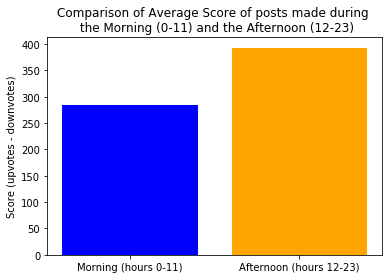 Comparison of Average Score of posts made during
the Morning (0-11) and the Afternoon (12-23)
Score (upvotes - downvotes)
400
350
300
250
200
150
100
50
0
Morning (hours 0-11)
Afternoon (hours 12-23)